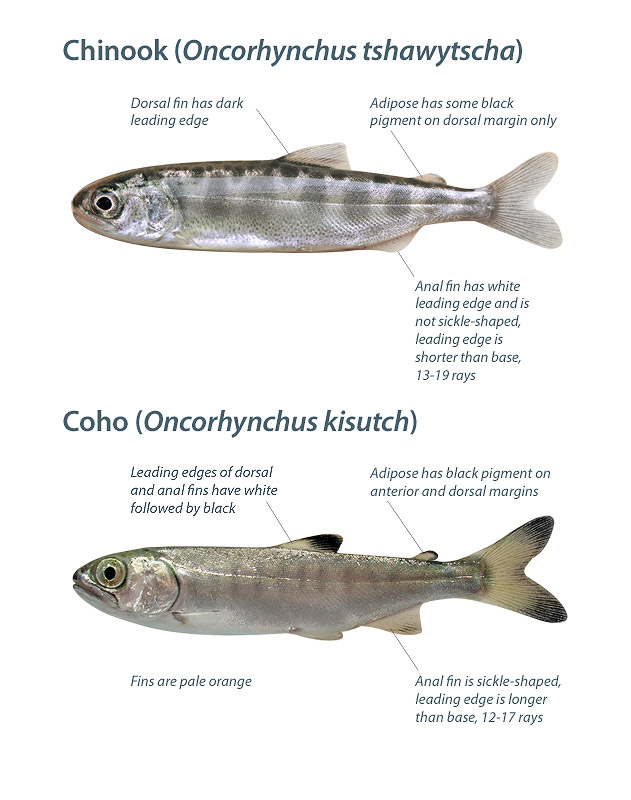 Chinook (Oncorhynchus tshawytscha)
Dorsal fin has dark
leading edge
Adipose has some black
pigment on dorsal margin only
Anal fin has white
leading edge and is
not sickle-shaped,
leading edge is
shorter than base,
13-19 rays
Coho (Oncorhynchus kisutch)
Leading edges of dorsal
and anal fins have white
followed by black
Adipose has black pigment on
anterior and dorsal margins
Fins are pale orange
Anal fin is sickle-shaped,
leading edge is longer
than base, 12-17 rays